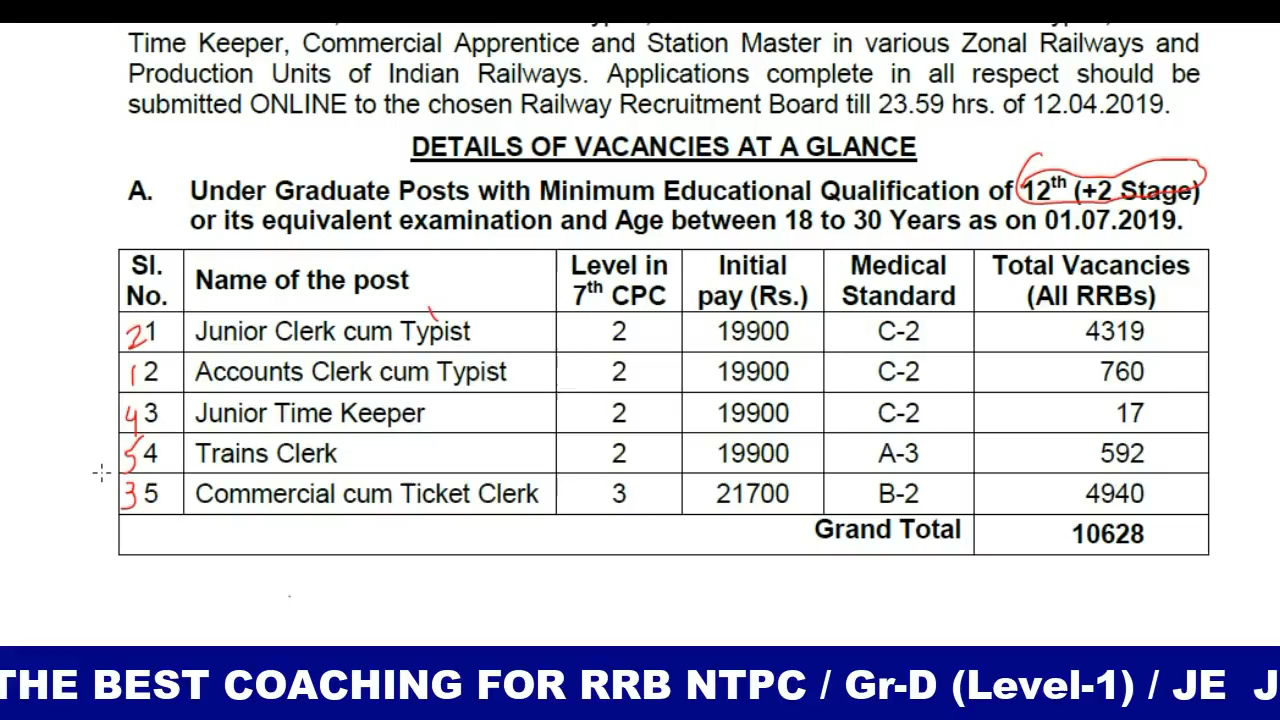 Time Keeper, Commercial Apprentice and Station Master in various Zonal Railways and
Production Units of Indian Railways. Applications complete in all respect should be
submitted ONLINE to the chosen Railway Recruitment Board till 23.59 hrs. of 12.04.2019.
DETAILS OF VACANCIES AT A GLANCE
A. Under Graduate Posts with Minimum Educational Qualification of 12th (+2 Stage)
or its equivalent examination and Age between 18 to 30 Years as on 01.07.2019.
Sl. No. Name of the post Level in 7th CPC Initial pay (Rs.) Medical Standard Total Vacancies (All RRBs)
2 1 Junior Clerk cum Typist 2 19900 C-2 4319
1 2 Accounts Clerk cum Typist 2 19900 C-2 760
4 3 Junior Time Keeper 2 19900 C-2 17
5 4 Trains Clerk 2 19900 A-3 592
3 5 Commercial cum Ticket Clerk 3 21700 B-2 4940
Grand Total 10628
THE BEST COACHING FOR RRB NTPC / Gr-D (Level-1) / JE J